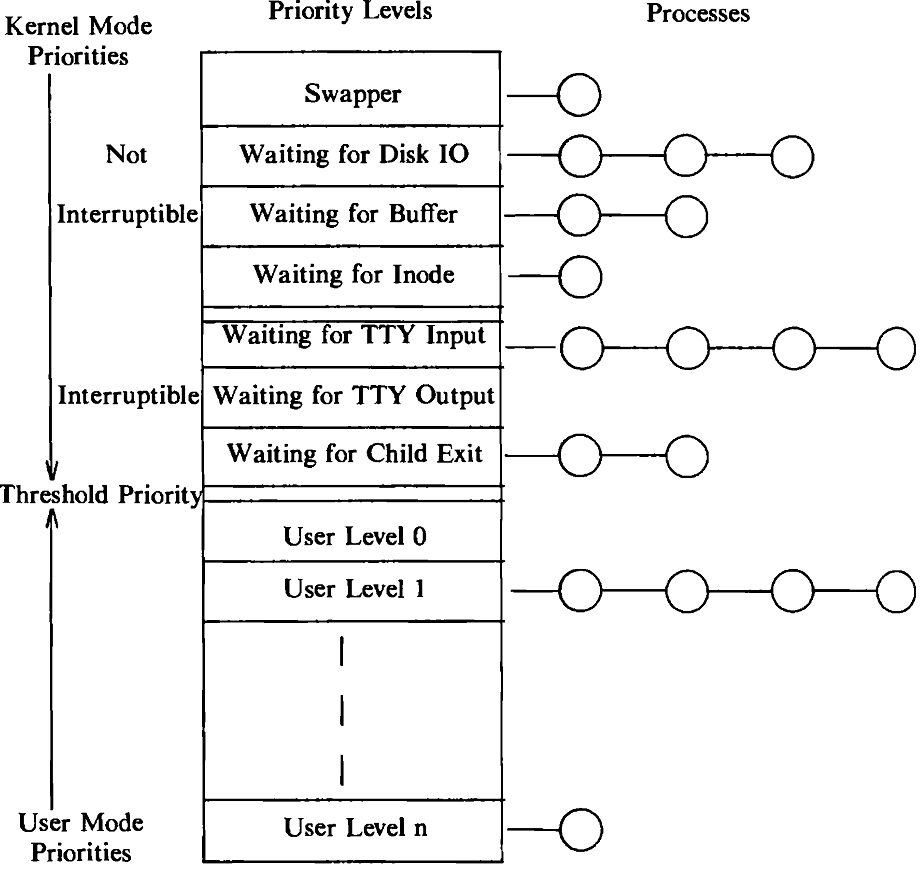 Kernel Mode
Priorities
Priority Levels
Processes
Swapper
Not
Waiting for Disk IO
Interruptible
Waiting for Buffer
Waiting for Inode
Waiting for TTY Input
Interruptible
Waiting for TTY Output
Waiting for Child Exit
Threshold Priority
User Level 0
User Level 1
User Mode
Priorities
User Level n